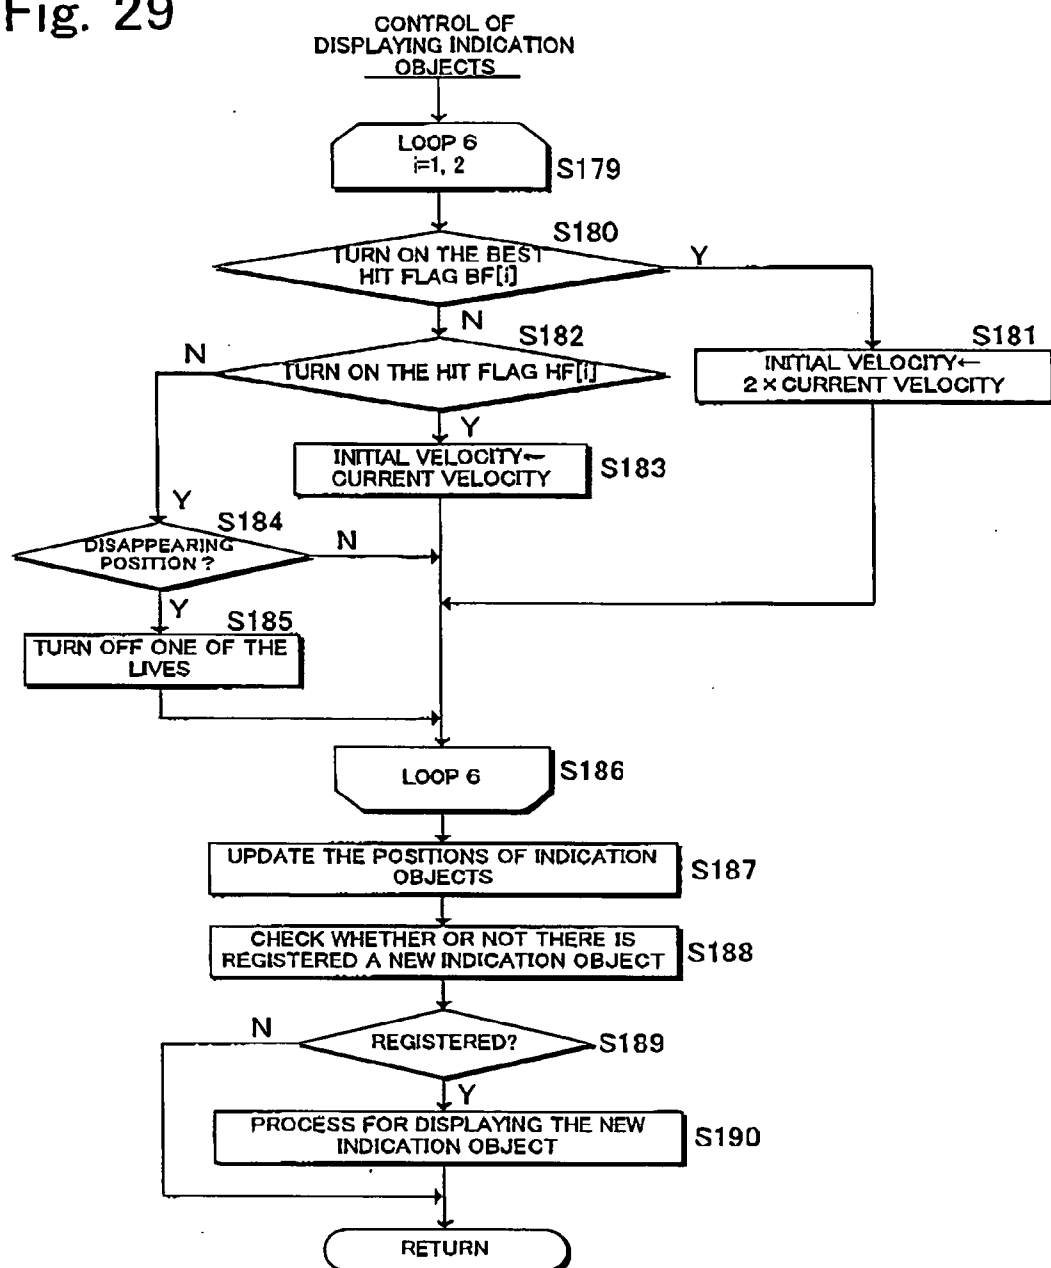 Fig. 29
CONTROL OF
DISPLAYING INDICATION
OBJECTS
LOOP 6
i=1, 2
S179
S180
TURN ON THE BEST
HIT FLAG BF[i]
Y
N
S181
INITIAL VELOCITY←
2 × CURRENT VELOCITY
S182
N
TURN ON THE HIT FLAG HF[i]
Y
INITIAL VELOCITY←
CURRENT VELOCITY
S183
Y
S184
DISAPPEARING
POSITION ?
N
Y
S185
TURN OFF ONE OF THE
LIVES
LOOP 6
S186
UPDATE THE POSITIONS OF INDICATION
OBJECTS
S187
CHECK WHETHER OR NOT THERE IS
REGISTERED A NEW INDICATION OBJECT
S188
N
REGISTERED?
S189
Y
PROCESS FOR DISPLAYING THE NEW
INDICATION OBJECT
S190
RETURN